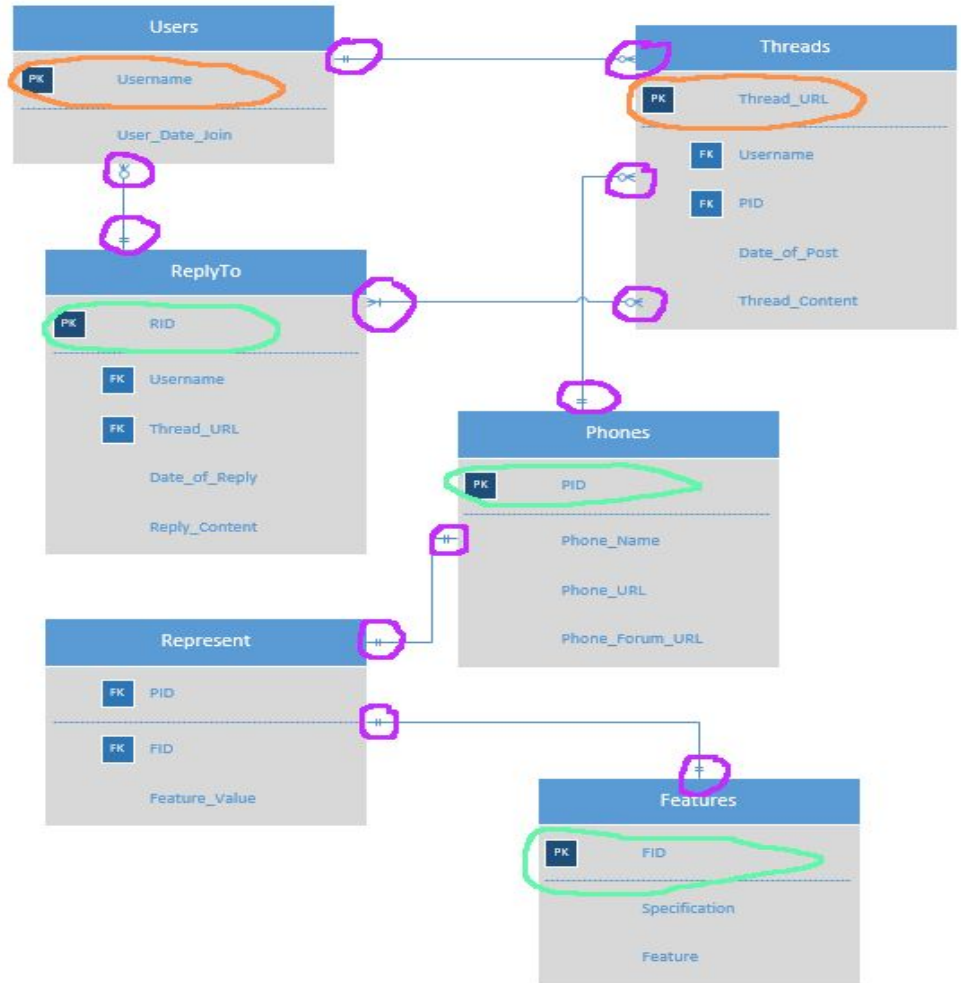 Users
PK Username
User_Date_Join
Threads
PK Thread_URL
FK Username
FK PID
Date_of_Post
Thread_Content
ReplyTo
PK RID
FK Username
FK Thread_URL
Date_of_Reply
Reply_Content
Phones
PK PID
Phone_Name
Phone_URL
Phone_Forum_URL
Represent
FK PID
FK FID
Feature_Value
Features
PK FID
Specification
Feature